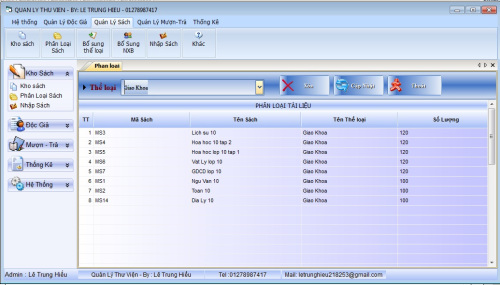 QUAN LY THU VIEN - BY: LE TRUNG HIEU - 01278987417
Hệ thống Quản Lý Độc Giả Quản Lý Sách Quản Lý Mượn-Trả Thống Kê
Kho sách
Phân Loại Sách
Bổ sung thể loại
Bổ Sung NXB
Nhập Sách
Khác
Kho Sách
Kho sách
Phân Loại Sách
Nhập Sách
Độc Giả
Mượn - Trả
Thống Kê
Hệ Thống
Phan loai
Thể loại
Giao Khoa
Xóa
Cập Nhật
Thoát
PHÂN LOẠI TÀI LIỆU
TT Mã Sách Tên Sách Tên Thể loại Số Lượng
1 MS3 Lich su 10 Giao Khoa 120
2 MS4 Hoa hoc 10 tap 2 Giao Khoa 120
3 MS5 Hoa hoc lop 10 tap 1 Giao Khoa 120
4 MS6 Vat Ly lop 10 Giao Khoa 120
5 MS7 GDCD lop 10 Giao Khoa 120
6 MS1 Ngu Van 10 Giao Khoa 100
7 MS2 Toan 10 Giao Khoa 100
8 MS14 Dia Ly 10 Giao Khoa 100
Admin : Lê Trung Hiếu Quản Lý Thư Viện - By : Lê Trung Hiếu Tel :01278987417 Mail: letrunghieu218253@gmail.com